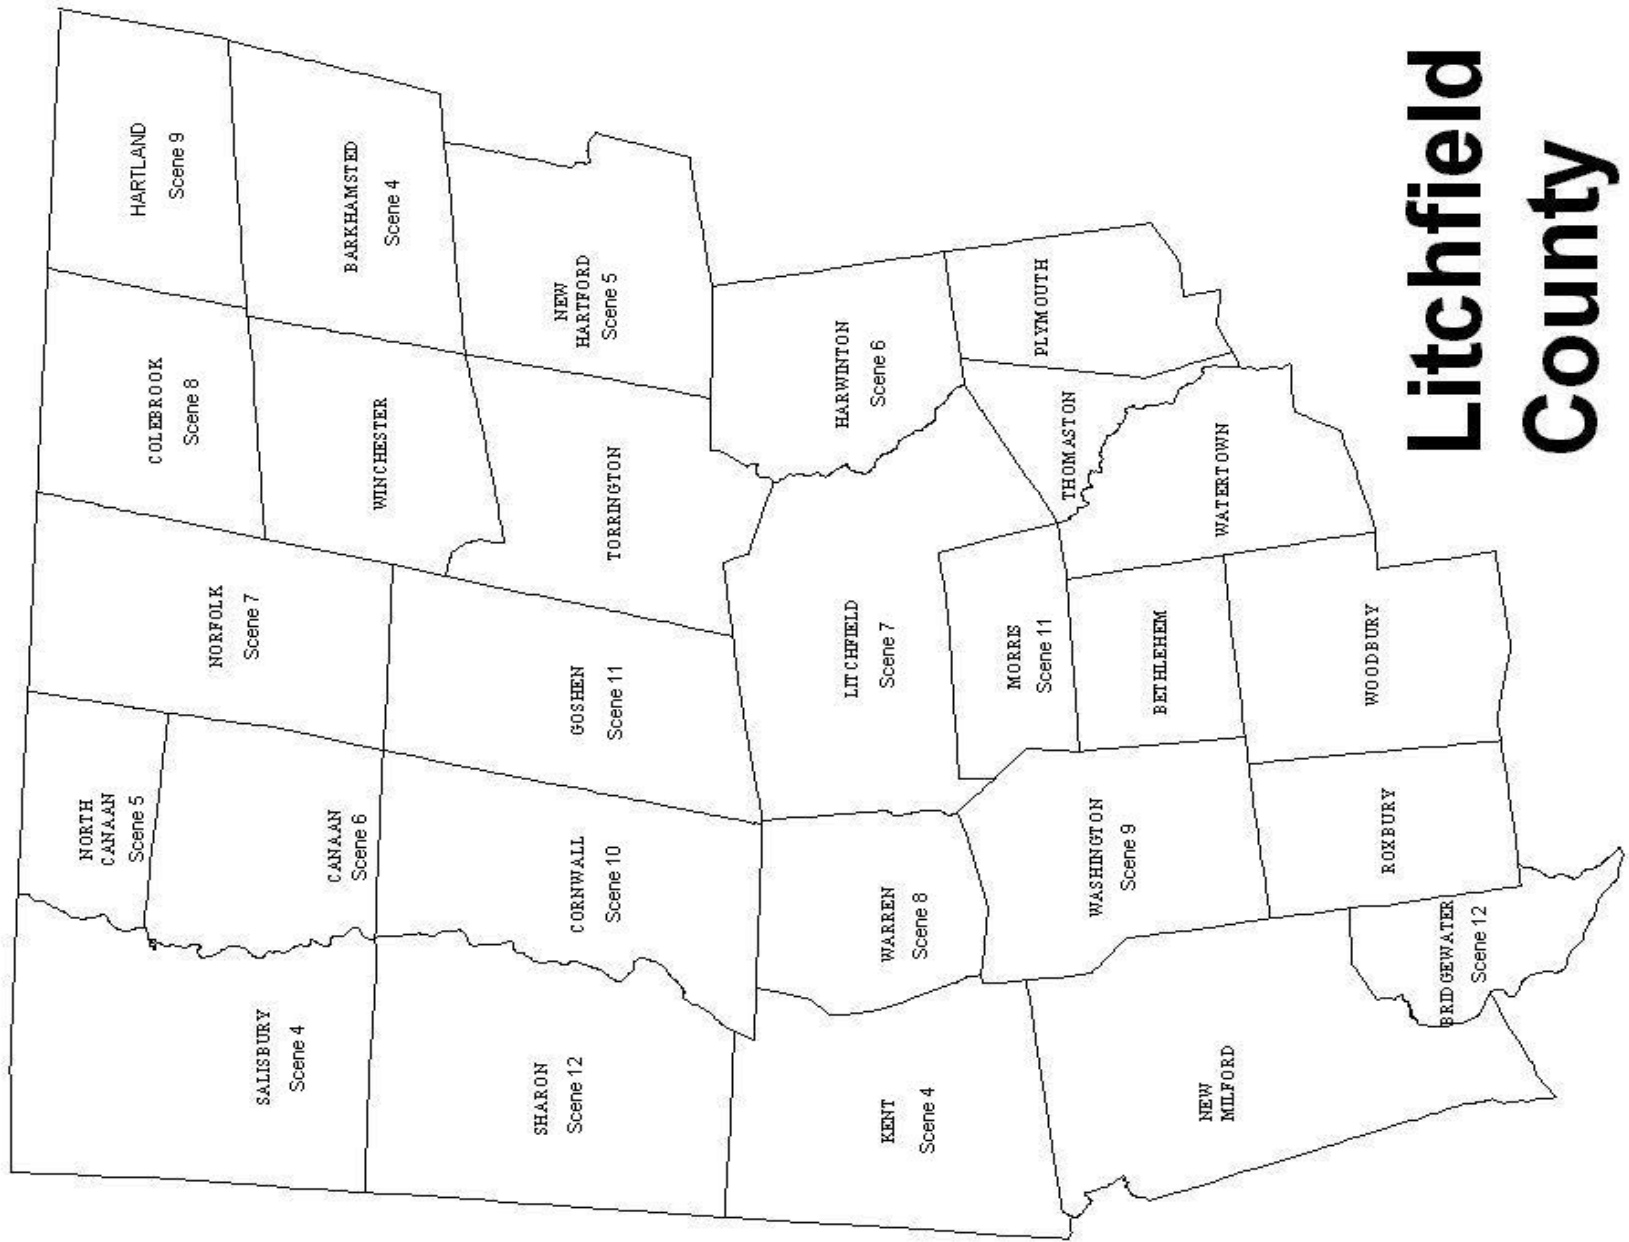 Litchfield
County
SALISBURY
Scene 4
NORTH
CANAAN
Scene 5
CANAAN
Scene 6
NORFOLK
Scene 7
COLEBROOK
Scene 8
HARTLAND
Scene 9
WINCHESTER
BARKHAMSTED
Scene 4
SHARON
Scene 12
CORNWALL
Scene 10
GOSHEN
Scene 11
TORRINGTON
NEW
HARTFORD
Scene 5
KENT
Scene 4
WARREN
Scene 8
LITCHFIELD
Scene 7
HARWINTON
Scene 6
MORRIS
Scene 11
THOMASTON
PLYMOUTH
WASHINGTON
Scene 9
BETHLEHEM
WATERTOWN
NEW
MILFORD
ROXBURY
WOODBURY
BRIDGEWATER
Scene 12